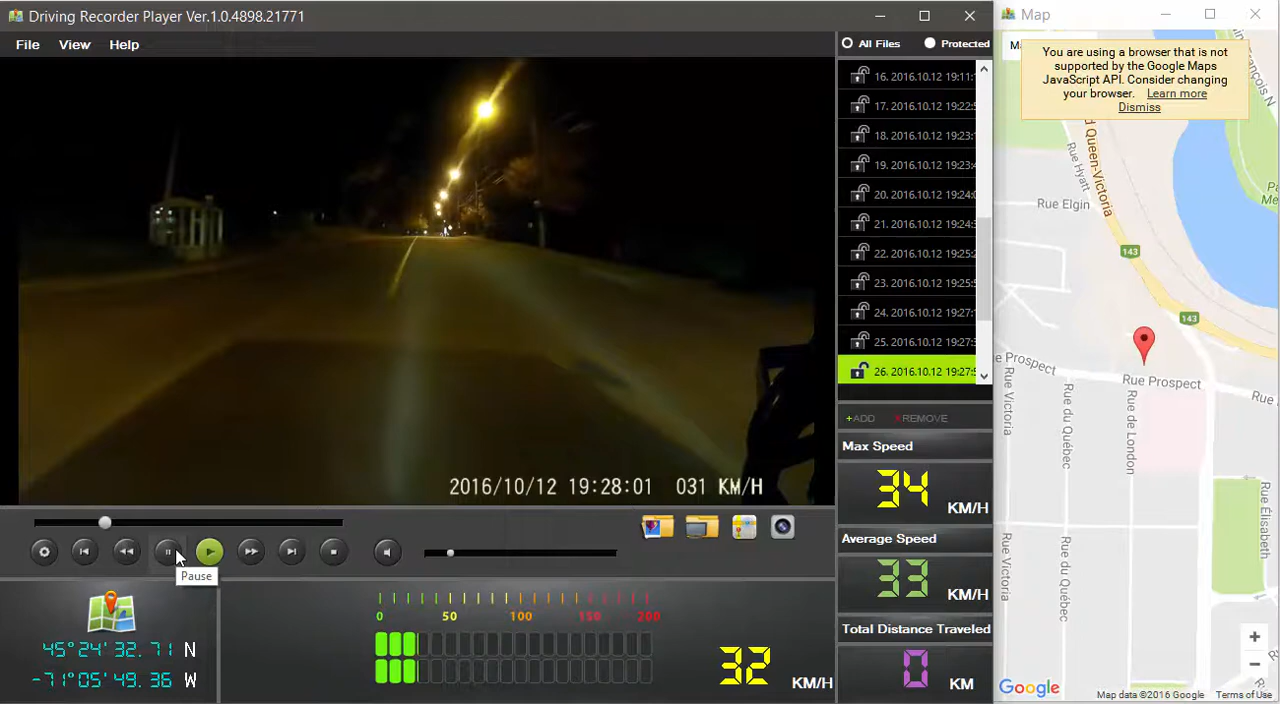 Driving Recorder Player Ver.1.0.4898.21771
File View Help
2016/10/12 19:28:01 031 KM/H
Pause
45°24'32.71 N
-71°05'49.36 W
0 50 100 150 200
32 KM/H
All Files Protected
16. 2016.10.12 19:11:
17. 2016.10.12 19:22:
18. 2016.10.12 19:23:
19. 2016.10.12 19:23:
20. 2016.10.12 19:24:
21. 2016.10.12 19:24:
22. 2016.10.12 19:25:
23. 2016.10.12 19:25:
24. 2016.10.12 19:27:
25. 2016.10.12 19:27:
26. 2016.10.12 19:27:
+ADD REMOVE
Max Speed
34 KM/H
Average Speed
33 KM/H
Total Distance Traveled
0 KM
Map
You are using a browser that is not
supported by the Google Maps
JavaScript API. Consider changing
your browser. Learn more
Dismiss
Queen-Victoria
Rue Hyatt
Rue Elgin
143
143
Rue Prospect
Rue Victoria
Rue du Québec
Rue de London
Rue Élisabeth
Rue Victoria
Rue du Québec
Google
Map data ©2016 Google Terms of Use